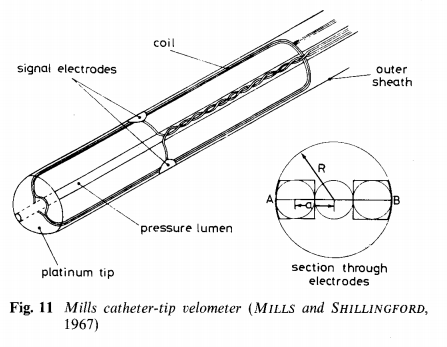 coil
signal electrodes
outer
sheath
R
A
B
a
pressure lumen
platinum tip
section through
electrodes
Fig. 11 Mills catheter-tip velometer (MILLS and SHILLINGFORD,
1967)